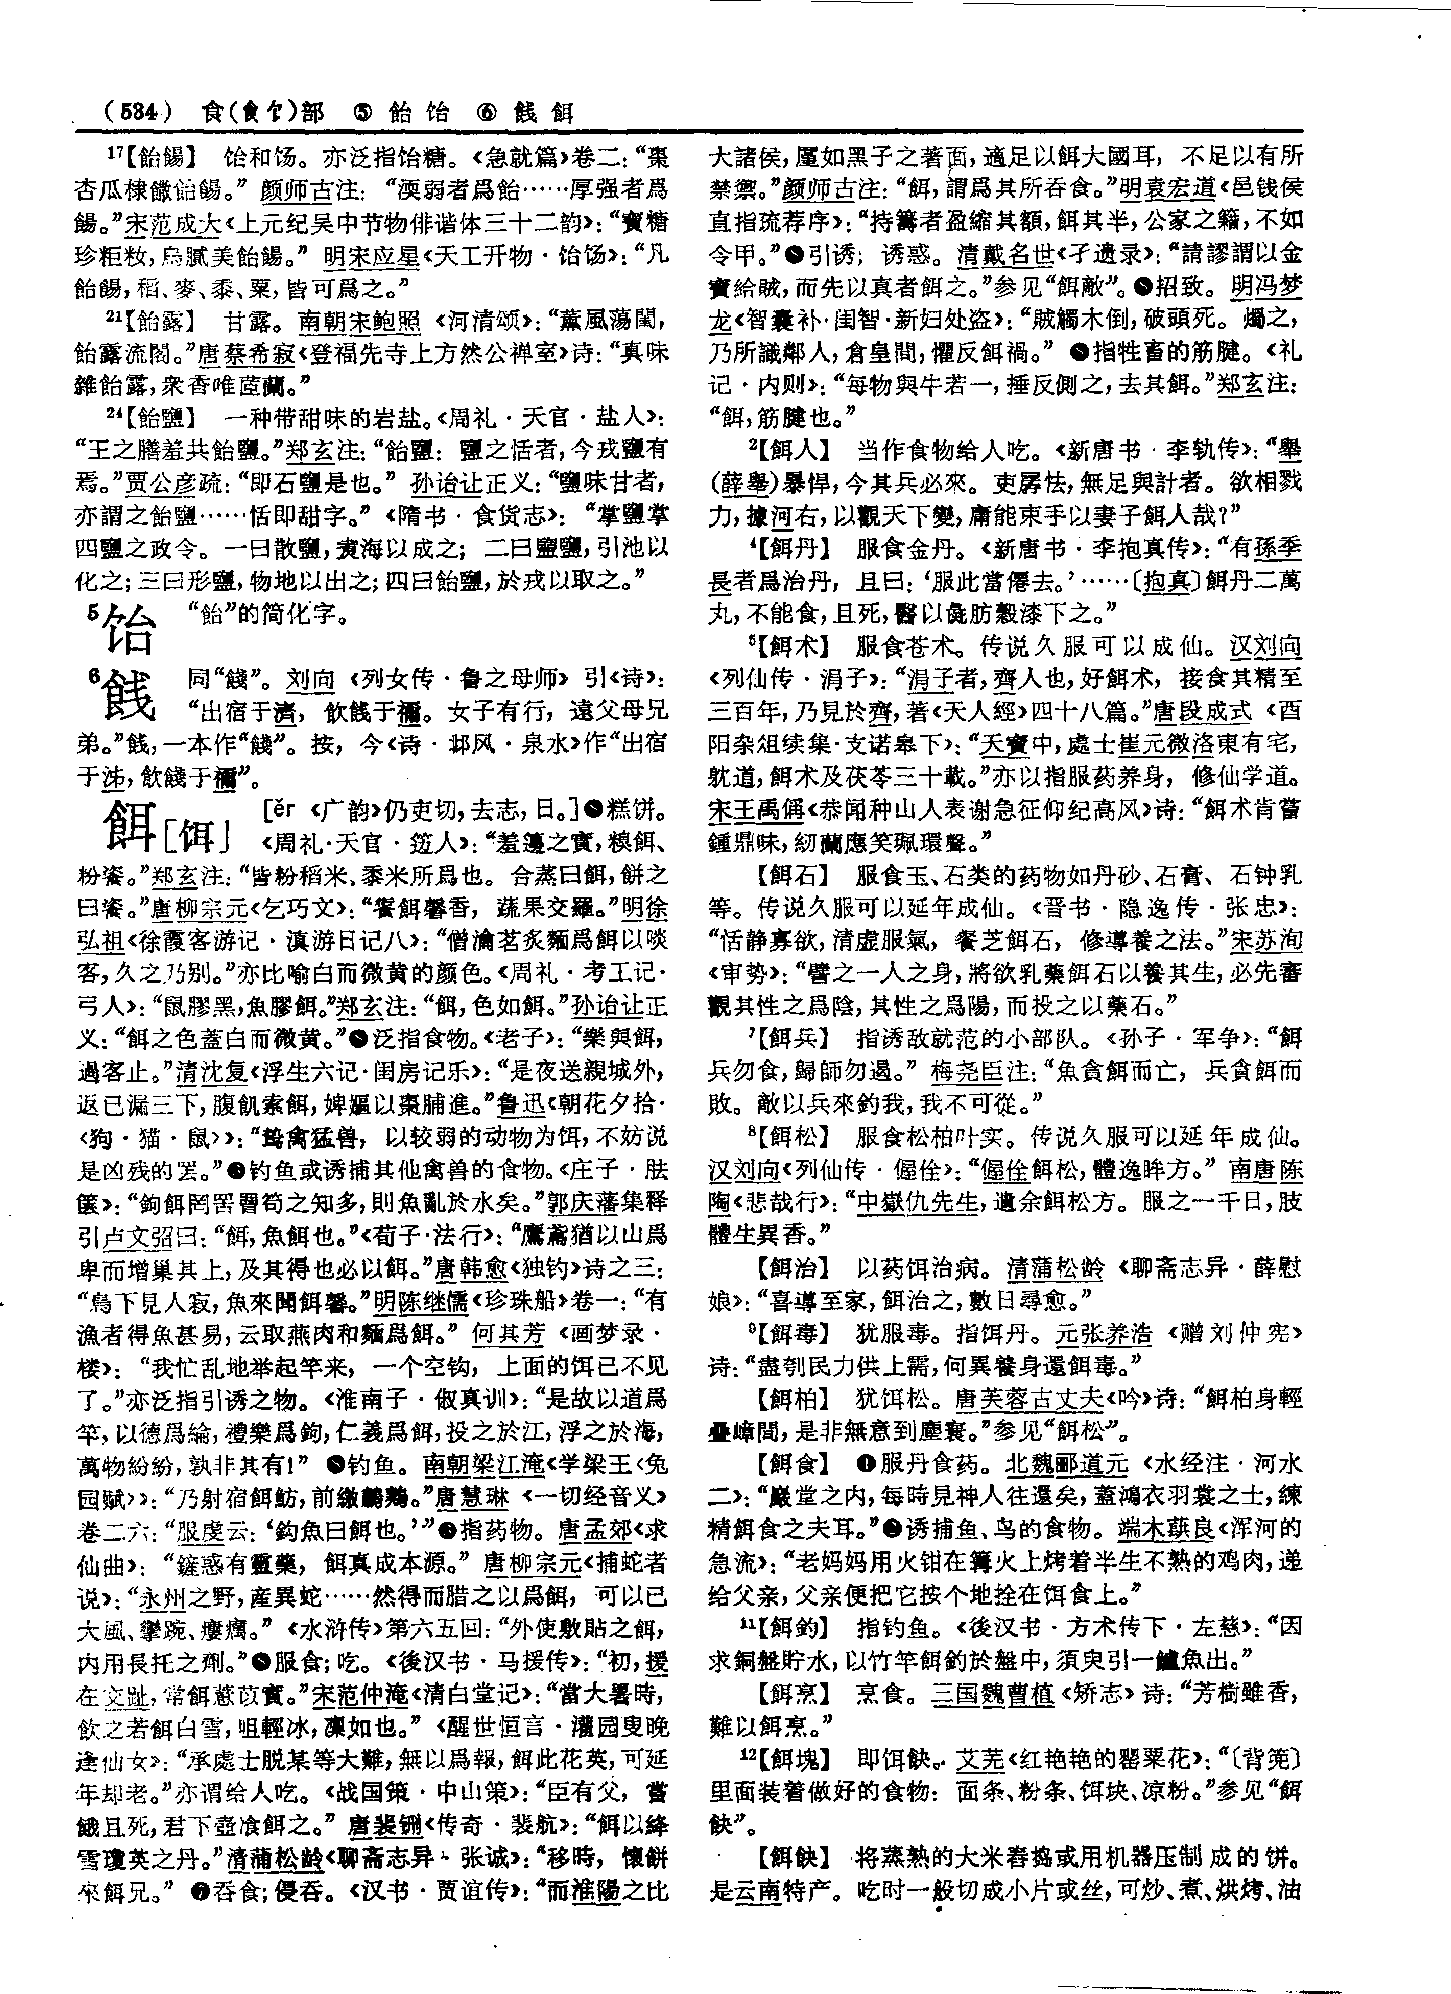 (534) 食(飠饣)部 ⑤ 飴 饴 ⑥ 餞 餌
17【飴餳】 饴和饧。亦泛指饴糖。《急就篇》卷二：“棗
杏瓜棣饊飴餳。”颜师古注：“溲弱者爲飴……厚强者爲
餳。”宋范成大《上元纪吴中节物俳谐体三十二韵》：“寶糖
珍粔籹，烏膩美飴餳。” 明宋应星《天工开物·饴饧》：“凡
飴餳，稻、麥、黍、粟，皆可爲之。”
21【飴露】 甘露。南朝宋鲍照《河清颂》：“薰風蕩閨，
飴露流閣。”唐蔡希寂《登福先寺上方然公禅室》诗：“真味
雜飴露，衆香唯茝蘭。”
24【飴鹽】 一种带甜味的岩盐。《周礼·天官·盐人》：
“王之膳羞共飴鹽。”郑玄注：“飴鹽：鹽之恬者，今戎鹽有
焉。”贾公彦疏：“即石鹽是也。” 孙诒让正义：“鹽味甘者，
亦謂之飴鹽……恬即甜字。”《隋书·食货志》：“掌鹽掌
四鹽之政令。一曰散鹽，煑海以成之；二曰盬鹽，引池以
化之；三曰形鹽，物地以出之；四曰飴鹽，於戎以取之。”
5饴 “飴”的简化字。
6餞 同“餞”。刘向《列女传·鲁之母师》引《诗》：
“出宿于濟，飲餞于禰。女子有行，遠父母兄
弟。”餞，一本作“餞”。按，今《诗·邶风·泉水》作“出宿
于泲，飲餞于禰”。
餌[饵] [ěr 《广韵》仍吏切，去志，日。]❶糕饼。
《周礼·天官·笾人》：“羞籩之實，糗餌、
粉餈。”郑玄注：“皆粉稻米、黍米所爲也。合蒸曰餌，餅之
曰餈。”唐柳宗元《乞巧文》：“餈餌馨香，蔬果交羅。”明徐
弘祖《徐霞客游记·滇游日记八》：“僧瀹茗炙麵爲餌以啖
客，久之乃别。”亦比喻白而微黄的颜色。《周礼·考工记·
弓人》：“鼠膠黑，魚膠餌。”郑玄注：“餌，色如餌。”孙诒让正
义：“餌之色蓋白而微黄。”❷泛指食物。《老子》：“樂與餌，
過客止。”清沈复《浮生六记·闺房记乐》：“是夜送親城外，
返已漏三下，腹飢索餌，婢嫗以棗脯進。”鲁迅《朝花夕拾·
〈狗·猫·鼠〉》：“鸷禽猛兽，以较弱的动物为饵，不妨说
是凶残的罢。”❸钓鱼或诱捕其他禽兽的食物。《庄子·胠
箧》：“鉤餌罔罟罾笱之知多，則魚亂於水矣。”郭庆藩集释
引卢文弨曰：“餌，魚餌也。”《荀子·法行》：“鷹鳶猶以山爲
卑而增巢其上，及其得也必以餌。”唐韩愈《独钓》诗之三：
“鳥下見人寂，魚來聞餌馨。”明陈继儒《珍珠船》卷一：“有
漁者得魚甚易，云取燕肉和麵爲餌。” 何其芳《画梦录·
楼》：“我忙乱地举起竿来，一个空钩，上面的饵已不见
了。”亦泛指引诱之物。《淮南子·俶真训》：“是故以道爲
竿，以德爲綸，禮樂爲鉤，仁義爲餌，投之於江，浮之於海，
萬物紛紛，孰非其有！”❹钓鱼。南朝梁江淹《学梁王〈兔
园赋〉》：“乃射宿餌魴，前繳鸕鷀。”唐慧琳《一切经音义》
卷二六：“服虔云：‘鈎魚曰餌也。’”❺指药物。唐孟郊《求
仙曲》：“鏟惑有靈藥，餌真成本源。” 唐柳宗元《捕蛇者
说》：“永州之野，産異蛇……然得而腊之以爲餌，可以已
大風、攣踠、瘻癘。”《水浒传》第六五回：“外使敷貼之餌，
内用長托之劑。”❻服食；吃。《後汉书·马援传》：“初，援
在交阯，常餌薏苡實。”宋范仲淹《清白堂记》：“當大暑時，
飲之若餌白雪，咀輕冰，凜如也。”《醒世恒言·灌园叟晚
逢仙女》：“承處士脱某等大難，無以爲報，餌此花英，可延
年却老。”亦谓给人吃。《战国策·中山策》：“臣有父，嘗
餓且死，君下壺飡餌之。” 唐裴铏《传奇·裴航》：“餌以絳
雪瓊英之丹。”清蒲松龄《聊斋志异·张诚》：“移時，懷餅
來餌兄。”❼吞食；侵吞。《汉书·贾谊传》：“而淮陽之比
大諸侯，廑如黑子之著面，適足以餌大國耳，不足以有所
禁禦。”颜师古注：“餌，謂爲其所吞食。”明袁宏道《邑钱侯
直指疏荐序》：“持籌者盈縮其額，餌其半，公家之籍，不如
令甲。”❽引诱；诱惑。清戴名世《孑遗录》：“請謬謂以金
寶給賊，而先以真者餌之。”参见“餌敵”。❾招致。明冯梦
龙《智囊补·闺智·新妇处盗》：“賊觸木倒，破頭死。燭之，
乃所識鄰人，倉皇間，懼反餌禍。” ❿指牲畜的筋腱。《礼
记·内则》：“每物與牛若一，捶反側之，去其餌。”郑玄注：
“餌，筋腱也。”
2【餌人】 当作食物给人吃。《新唐书·李轨传》：“舉
(薛舉)暴悍，今其兵必來。吏孱怯，無足與計者。欲相戮
力，據河右，以觀天下變，庸能束手以妻子餌人哉？”
4【餌丹】 服食金丹。《新唐书·李抱真传》：“有孫季
長者爲治丹，且曰：‘服此當僊去。’……〔抱真〕餌丹二萬
丸，不能食，且死，醫以彘肪穀漆下之。”
5【餌术】 服食苍术。传说久服可以成仙。汉刘向
《列仙传·涓子》：“涓子者，齊人也，好餌术，接食其精至
三百年，乃見於齊，著《天人經》四十八篇。”唐段成式《酉
阳杂俎续集·支诺皋下》：“天寶中，處士崔元微洛東有宅，
躭道，餌术及茯苓三十載。”亦以指服药养身，修仙学道。
宋王禹偁《恭闻种山人表谢急征仰纪高风》诗：“餌术肯嘗
鍾鼎味，紉蘭應笑珮環聲。”
【餌石】 服食玉、石类的药物如丹砂、石膏、石钟乳
等。传说久服可以延年成仙。《晋书·隐逸传·张忠》：
“恬静寡欲，清虚服氣，餐芝餌石，修導養之法。”宋苏洵
《审势》：“譬之一人之身，將欲乳藥餌石以養其生，必先審
觀其性之爲陰，其性之爲陽，而投之以藥石。”
7【餌兵】 指诱敌就范的小部队。《孙子·军争》：“餌
兵勿食，歸師勿遏。” 梅尧臣注：“魚貪餌而亡，兵貪餌而
敗。敵以兵來釣我，我不可從。”
8【餌松】 服食松柏叶实。传说久服可以延年成仙。
汉刘向《列仙传·偓佺》：“偓佺餌松，體逸眸方。” 南唐陈
陶《悲哉行》：“中嶽仇先生，遺余餌松方。服之一千日，肢
體生異香。”
【餌治】 以药饵治病。清蒲松龄《聊斋志异·薛慰
娘》：“喜導至家，餌治之，數日尋愈。”
9【餌毒】 犹服毒。指饵丹。元张养浩《赠刘仲宪》
诗：“盡刳民力供上需，何異養身還餌毒。”
【餌柏】 犹饵松。唐芙蓉古丈夫《吟》诗：“餌柏身輕
疊嶂間，是非無意到塵寰。”参见“餌松”。
【餌食】 ❶服丹食药。北魏郦道元《水经注·河水
二》：“巖堂之内，每時見神人往還矣，蓋鴻衣羽裳之士，練
精餌食之夫耳。”❷诱捕鱼、鸟的食物。端木蕻良《浑河的
急流》：“老妈妈用火钳在篝火上烤着半生不熟的鸡肉，递
给父亲，父亲便把它按个地拴在饵食上。”
11【餌釣】 指钓鱼。《後汉书·方术传下·左慈》：“因
求銅盤貯水，以竹竿餌釣於盤中，須臾引一鱸魚出。”
【餌烹】 烹食。三国魏曹植《矫志》诗：“芳樹雖香，
難以餌烹。”
12【餌塊】 即饵䭈。艾芜《红艳艳的罂粟花》：“〔背篼〕
里面装着做好的食物：面条、粉条、饵块、凉粉。”参见“餌
䭈”。
【餌䭈】 将蒸熟的大米舂捣或用机器压制成的饼。
是云南特产。吃时一般切成小片或丝，可炒、煮、烘烤、油